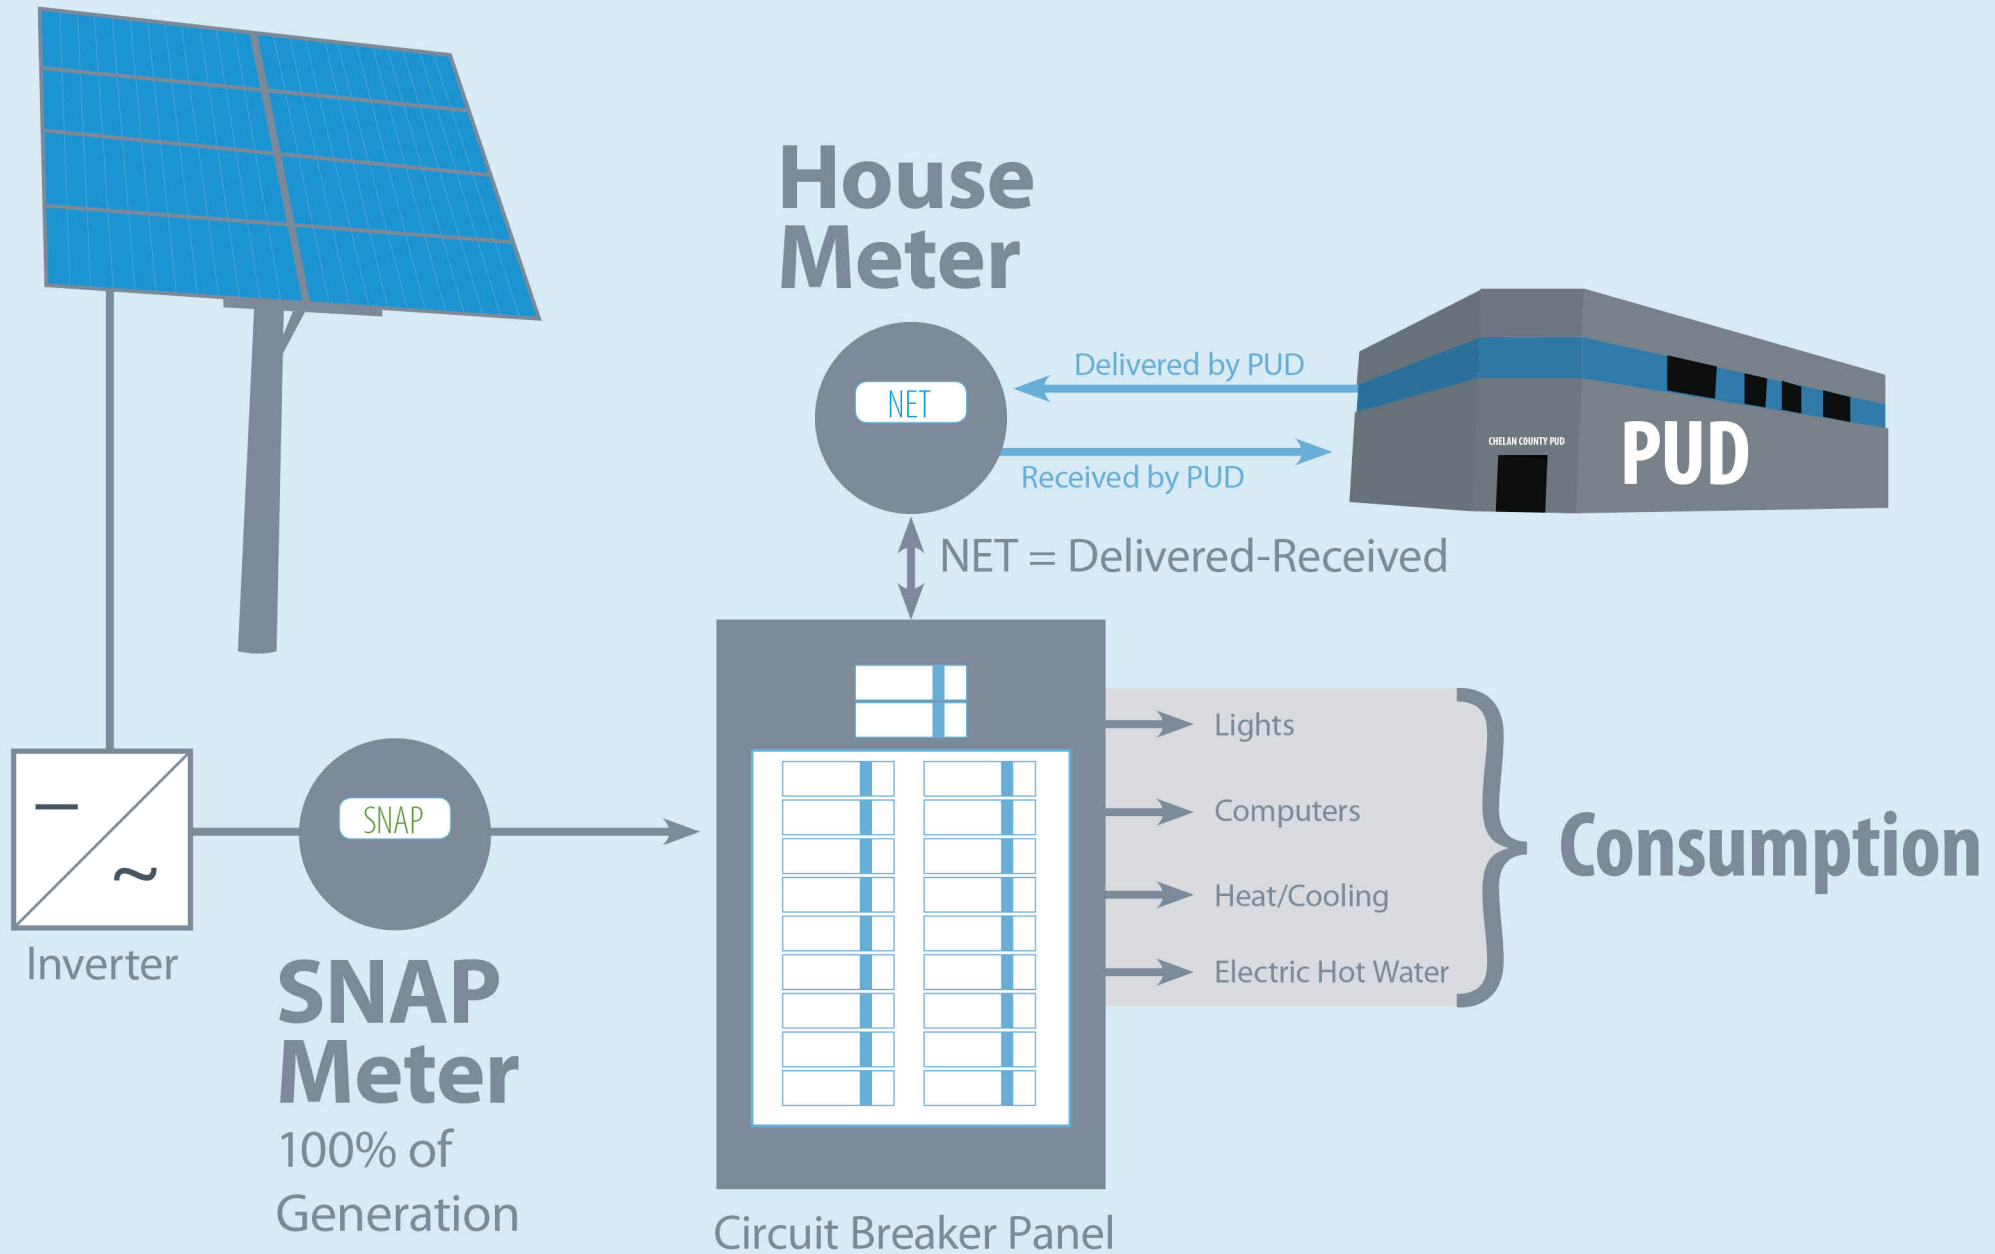 House
Meter
NET
Delivered by PUD
Received by PUD
CHELAN COUNTY PUD
PUD
NET = Delivered-Received
Inverter
SNAP
SNAP
Meter
100% of
Generation
Circuit Breaker Panel
Lights
Computers
Heat/Cooling
Electric Hot Water
Consumption